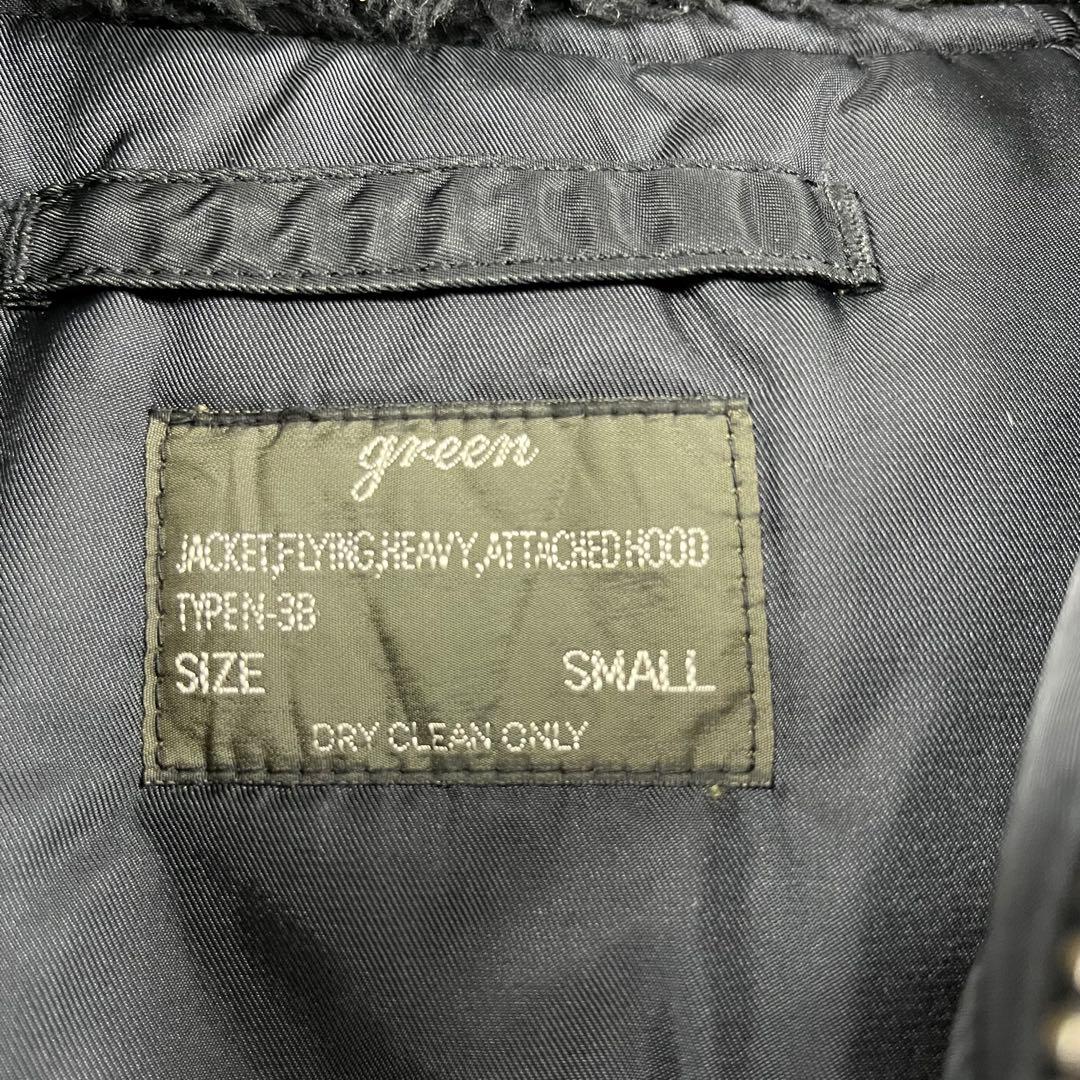 green
JACKET,FLYING,HEAVY,ATTACHED HOOD
TYPE N-3B
SIZE SMALL
DRY CLEAN ONLY